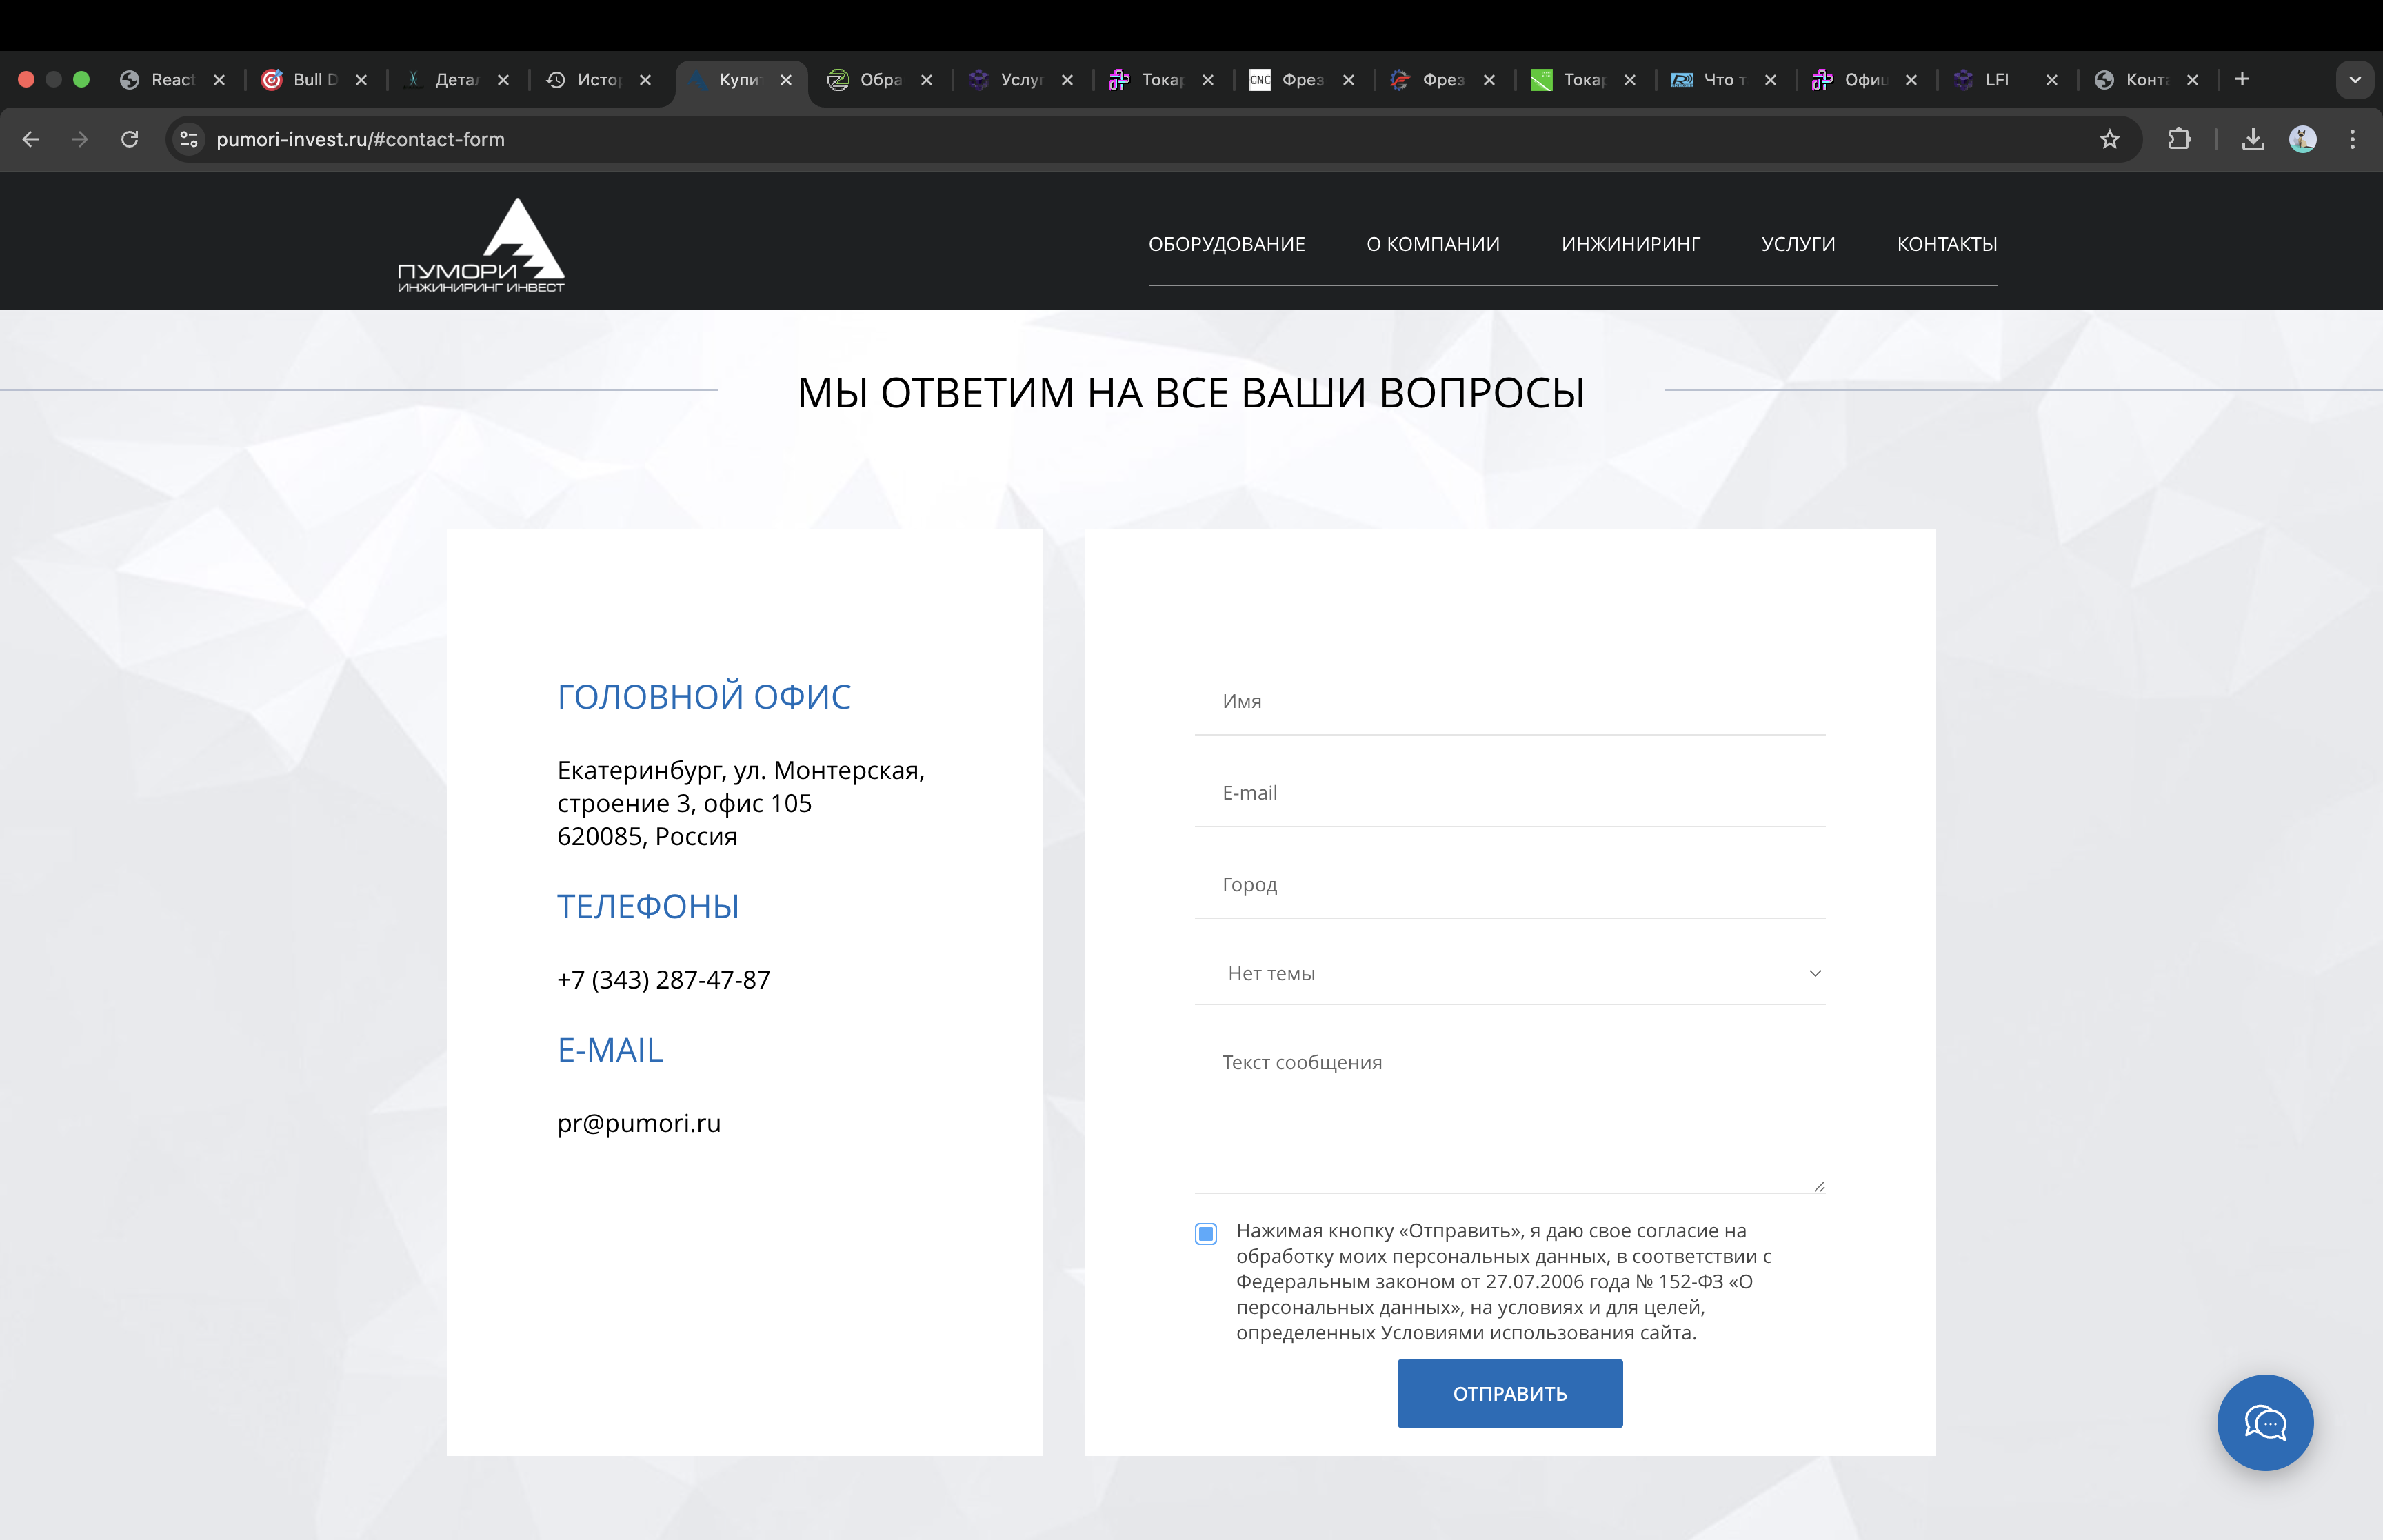 React
Bull D
Дета
Исто
Купи
Обра
Услу
Тока
CNC
Фрез
Фрез
Тока
Что т
Офи
LFI
Конт
pumori-invest.ru/#contact-form
ПУМОРИ
ИНЖИНИРИНГ ИНВЕСТ
ОБОРУДОВАНИЕ
О КОМПАНИИ
ИНЖИНИРИНГ
УСЛУГИ
КОНТАКТЫ
МЫ ОТВЕТИМ НА ВСЕ ВАШИ ВОПРОСЫ
ГОЛОВНОЙ ОФИС
Екатеринбург, ул. Монтерская,
строение 3, офис 105
620085, Россия
ТЕЛЕФОНЫ
+7 (343) 287-47-87
E-MAIL
pr@pumori.ru
Имя
E-mail
Город
Нет темы
Текст сообщения
Нажимая кнопку «Отправить», я даю свое согласие на
обработку моих персональных данных, в соответствии с
Федеральным законом от 27.07.2006 года № 152-ФЗ «О
персональных данных», на условиях и для целей,
определенных Условиями использования сайта.
ОТПРАВИТЬ